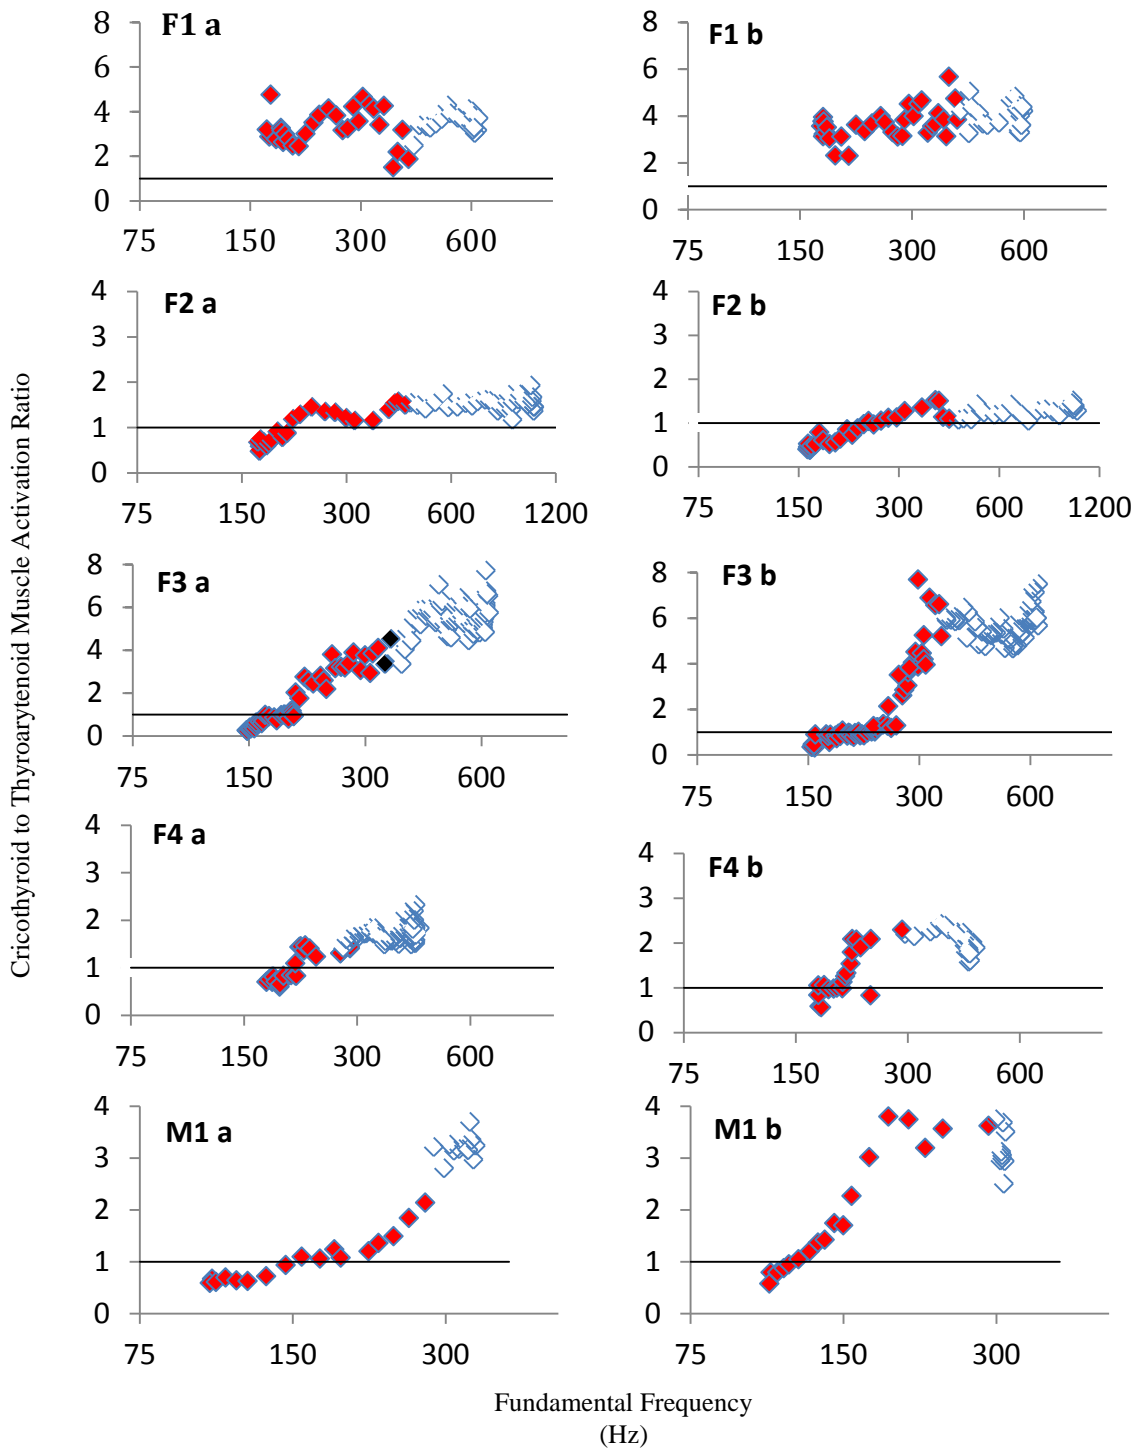 F1 a
8
6
4
2
0
75 150 300 600
F1 b
8
6
4
2
0
75 150 300 600
F2 a
4
3
2
1
0
75 150 300 600 1200
F2 b
4
3
2
1
0
75 150 300 600 1200
F3 a
8
6
4
2
0
75 150 300 600
F3 b
8
6
4
2
0
75 150 300 600
F4 a
4
3
2
1
0
75 150 300 600
F4 b
4
3
2
1
0
75 150 300 600
M1 a
4
3
2
1
0
75 150 300
M1 b
4
3
2
1
0
75 150 300
Cricothyroid to Thyroarytenoid Muscle Activation Ratio
Fundamental Frequency
(Hz)